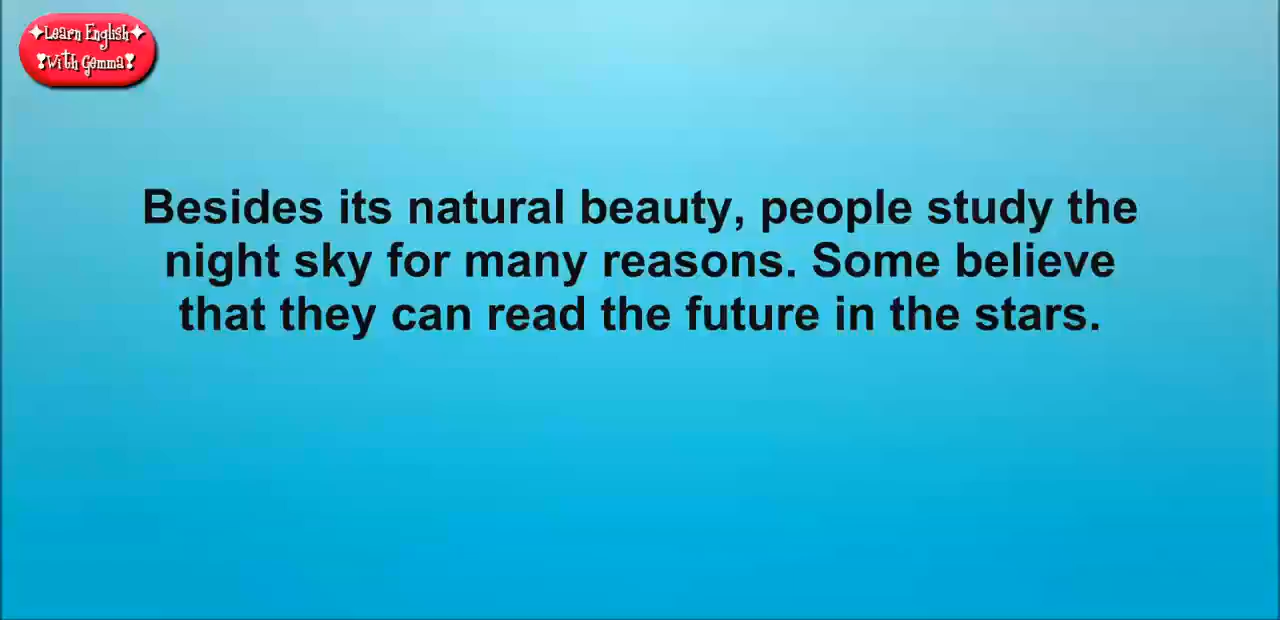 Learn English
With Gemma
Besides its natural beauty, people study the
night sky for many reasons. Some believe
that they can read the future in the stars.